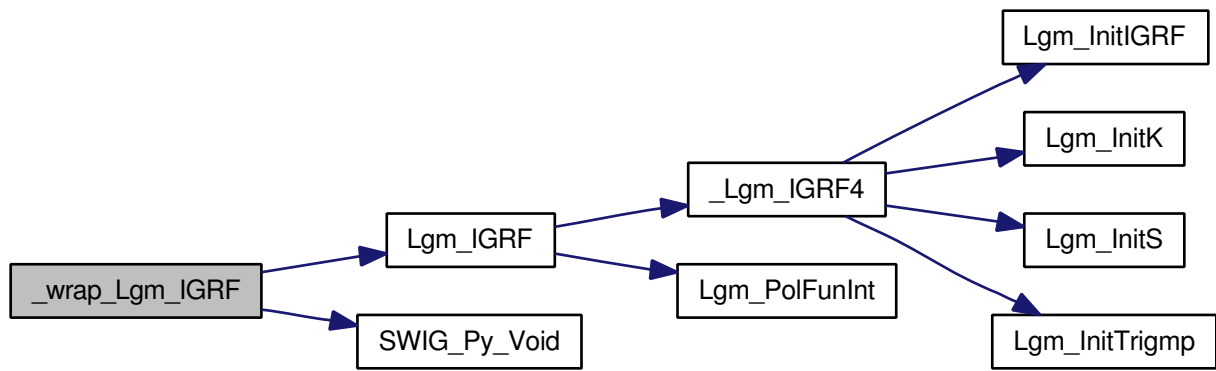 Lgm_InitIGRF
Lgm_InitK
_Lgm_IGRF4
Lgm_IGRF
Lgm_InitS
_wrap_Lgm_IGRF
Lgm_PolFunInt
SWIG_Py_Void
Lgm_InitTrigmp